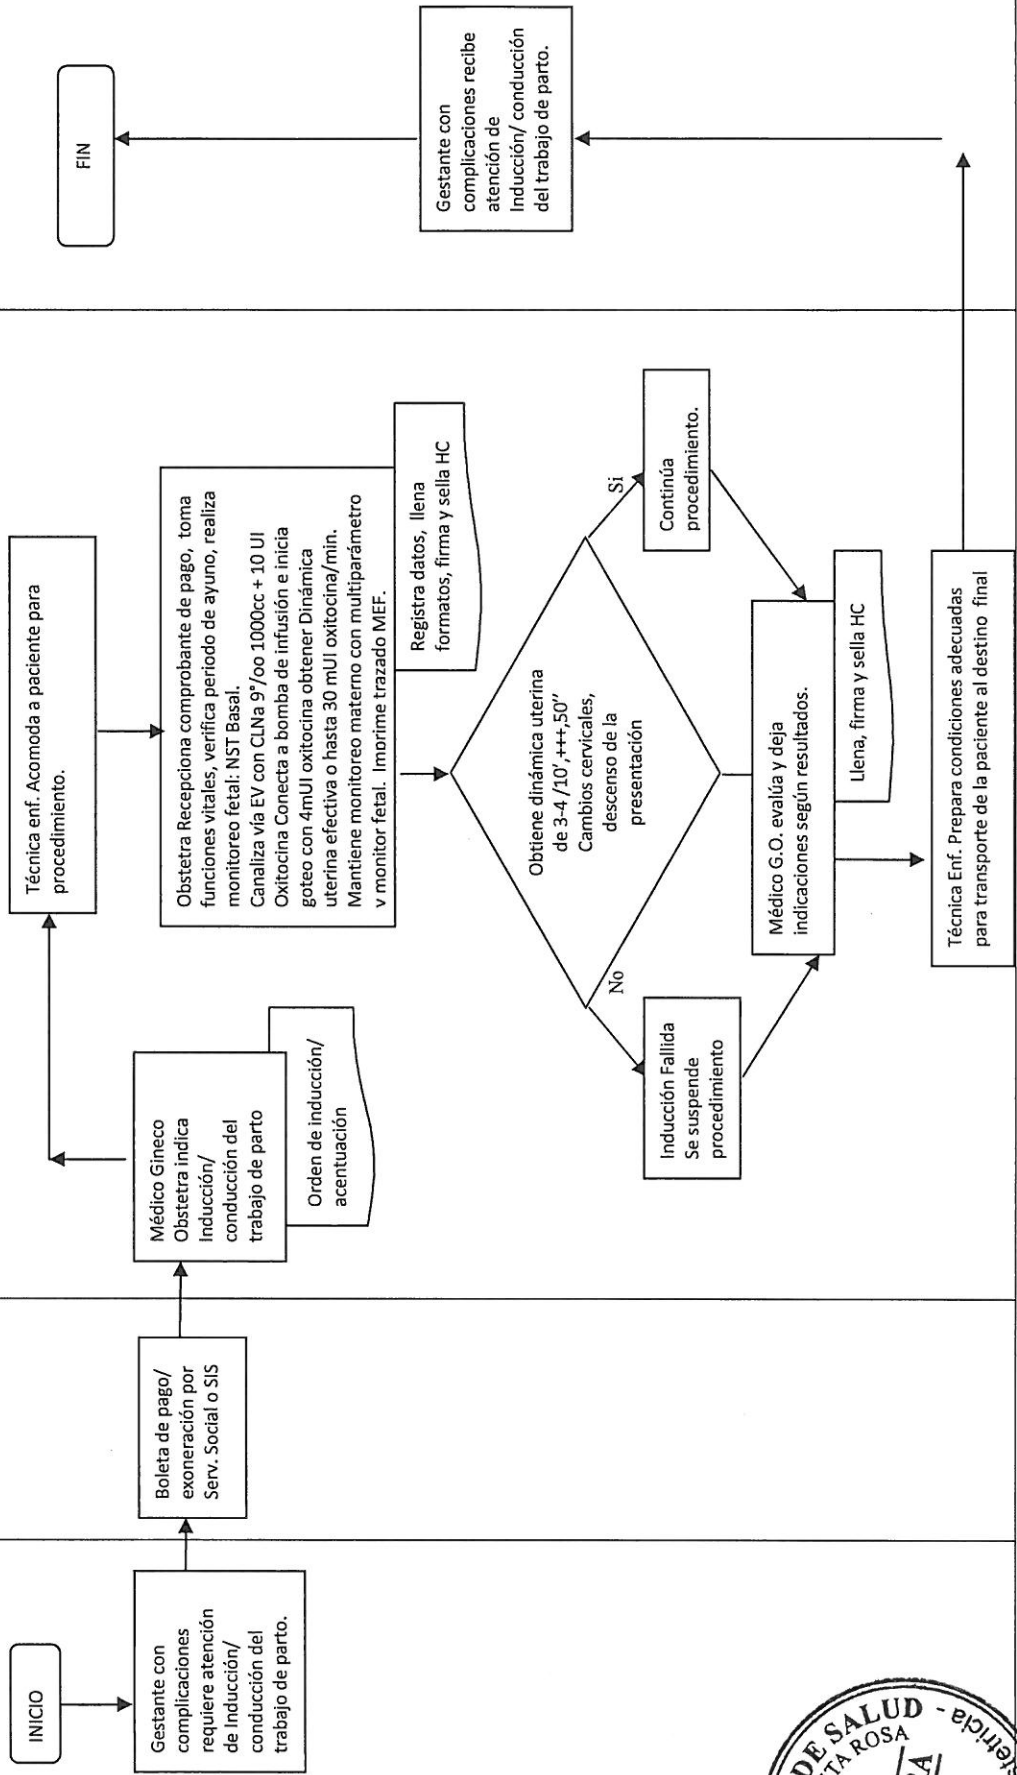 INICIO
Gestante con
complicaciones
requiere atención
de Inducción/
conducción del
trabajo de parto.
Boleta de pago/
exoneración por
Serv. Social o SIS
Médico Gineco
Obstetra indica
Inducción/
conducción del
trabajo de parto
Orden de inducción/
acentuación
Técnica enf. Acomoda a paciente para
procedimiento.
Obstetra Recepciona comprobante de pago, toma
funciones vitales, verifica periodo de ayuno, realiza
monitoreo fetal: NST Basal.
Canaliza vía EV con CLNa 9°/oo 1000cc + 10 UI
Oxitocina Conecta a bomba de infusión e inicia
goteo con 4mUI oxitocina obtener Dinámica
uterina efectiva o hasta 30 mUI oxitocina/min.
Mantiene monitoreo materno con multiparámetro
v monitor fetal. Imorime trazado MEF.
Registra datos, llena
formatos, firma y sella HC
Obtiene dinámica uterina
de 3-4 /10’,+++,50’’
Cambios cervicales,
descenso de la
presentación
No
Si
Inducción Fallida
Se suspende
procedimiento
Continúa
procedimiento.
Médico G.O. evalúa y deja
indicaciones según resultados.
Llena, firma y sella HC
Técnica Enf. Prepara condiciones adecuadas
para transporte de la paciente al destino final
Gestante con
complicaciones recibe
atención de
Inducción/ conducción
del trabajo de parto.
FIN
DE SALUD -